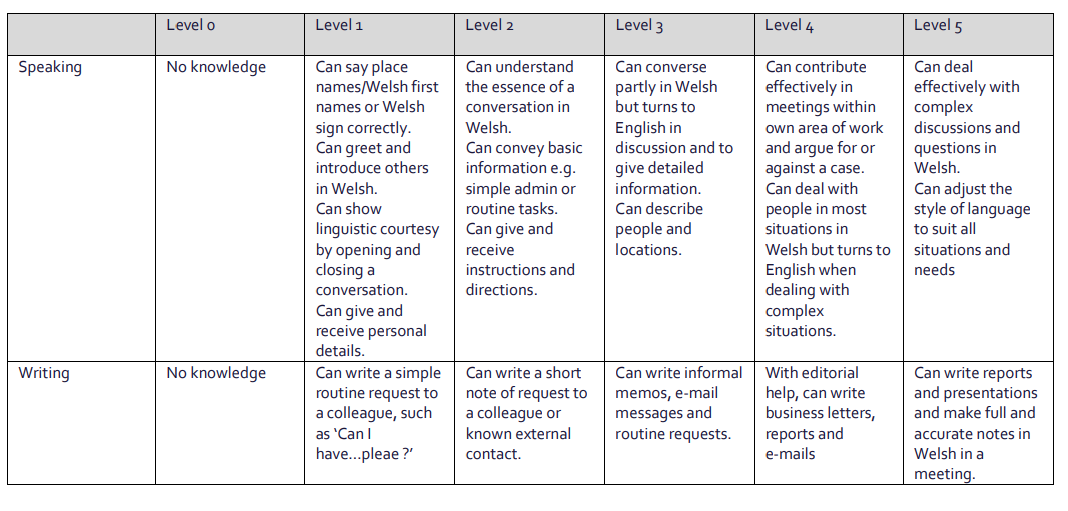 Level 0
Level 1
Level 2
Level 3
Level 4
Level 5
Speaking
No knowledge
Can say place
names/Welsh first
names or Welsh
sign correctly.
Can greet and
introduce others
in Welsh.
Can show
linguistic courtesy
by opening and
closing a
conversation.
Can give and
receive personal
details.
Can understand
the essence of a
conversation in
Welsh.
Can convey basic
information e.g.
simple admin or
routine tasks.
Can give and
receive
instructions and
directions.
Can converse
partly in Welsh
but turns to
English in
discussion and to
give detailed
information.
Can describe
people and
locations.
Can contribute
effectively in
meetings within
own area of work
and argue for or
against a case.
Can deal with
people in most
situations in
Welsh but turns to
English when
dealing with
complex
situations.
Can deal
effectively with
complex
discussions and
questions in
Welsh.
Can adjust the
style of language
to suit all
situations and
needs
Writing
No knowledge
Can write a simple
routine request to
a colleague, such
as ‘Can I
have...pleae ?’
Can write a short
note of request to
a colleague or
known external
contact.
Can write informal
memos, e-mail
messages and
routine requests.
With editorial
help, can write
business letters,
reports and
e-mails
Can write reports
and presentations
and make full and
accurate notes in
Welsh in a
meeting.